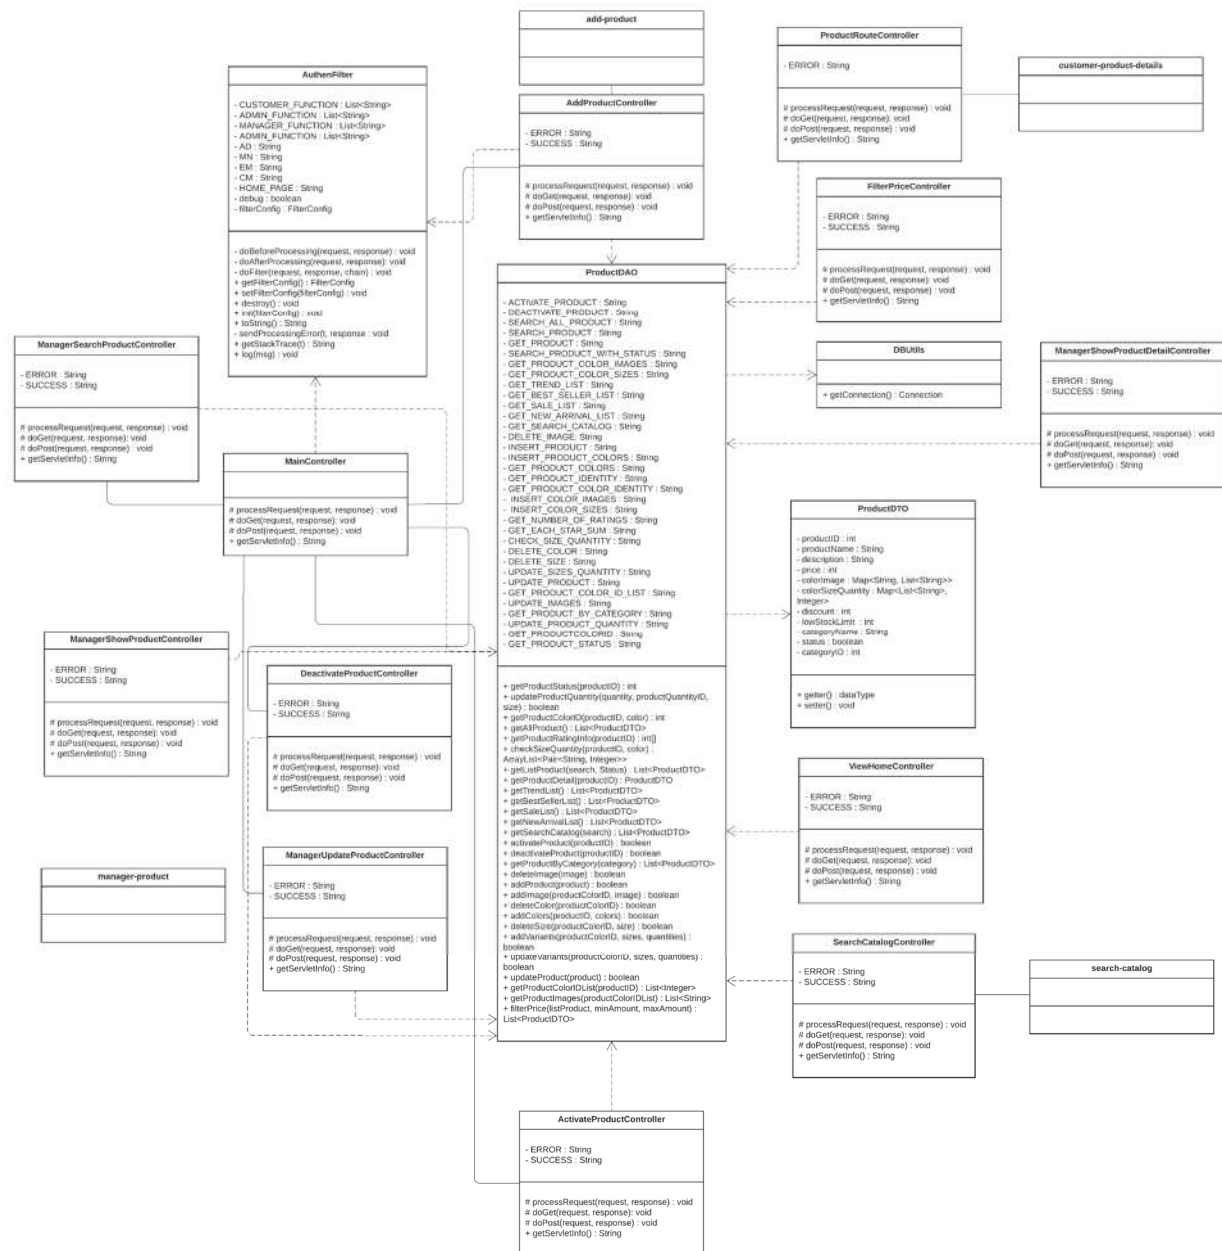 add-product
ProductRouteController
- ERROR : String
# processRequest(request, response) : void
# doGet(request, response): void
# doPost(request, response) : void
+ getServletInfo() : String
customer-product-details
AuthenFilter
- CUSTOMER_FUNCTION : List<String>
- ADMIN_FUNCTION : List<String>
- MANAGER_FUNCTION : List<String>
- ADMIN_FUNCTION : List<String>
- AD : String
- MN : String
- EM : String
- CM : String
- HOME_PAGE : String
- debug : boolean
- filterConfig : FilterConfig
- doBeforeProcessing(request, response) : void
- doAfterProcessing(request, response): void
- doFilter(request, response, chain) : void
+ getFilterConfig() : FilterConfig
+ setFilterConfig(filterConfig) : void
+ destroy() : void
+ init(filterConfig) : void
+ toString() : String
- sendProcessingError(t, response : void
+ getStackTrace(t) : String
+ log(msg) : void
AddProductController
- ERROR : String
- SUCCESS : String
# processRequest(request, response) : void
# doGet(request, response): void
# doPost(request, response) : void
+ getServletInfo() : String
FilterPriceController
- ERROR : String
- SUCCESS : String
# processRequest(request, response) : void
# doGet(request, response): void
# doPost(request, response) : void
+ getServletInfo() : String
ProductDAO
- ACTIVATE_PRODUCT : String
- DEACTIVATE_PRODUCT : String
- SEARCH_ALL_PRODUCT : String
- SEARCH_PRODUCT : String
- GET_PRODUCT : String
- SEARCH_PRODUCT_WITH_STATUS : String
- GET_PRODUCT_COLOR_IMAGES : String
- GET_PRODUCT_COLOR_SIZES : String
- GET_TREND_LIST : String
- GET_BEST_SELLER_LIST : String
- GET_SALE_LIST : String
- GET_NEW_ARRIVAL_LIST : String
- GET_SEARCH_CATALOG : String
- DELETE_IMAGE: String
- INSERT_PRODUCT : String
- INSERT_PRODUCT_COLORS : String
- GET_PRODUCT_COLORS : String
- GET_PRODUCT_IDENTITY : String
- GET_PRODUCT_COLOR_IDENTITY : String
- INSERT_COLOR_IMAGES : String
- INSERT_COLOR_SIZES : String
- GET_NUMBER_OF_RATINGS : String
- GET_EACH_STAR_SUM : String
- CHECK_SIZE_QUANTITY : String
- DELETE_COLOR : String
- DELETE_SIZE : String
- UPDATE_SIZES_QUANTITY : String
- UPDATE_PRODUCT : String
- GET_PRODUCT_COLOR_ID_LIST : String
- UPDATE_IMAGES : String
- GET_PRODUCT_BY_CATEGORY : String
- UPDATE_PRODUCT_QUANTITY : String
- GET_PRODUCTCOLORID : String
- GET_PRODUCT_STATUS : String
+ getProductStatus(productID) : int
+ updateProductQuantity(quantity, productQuantityID,
size) : boolean
+ getProductColorID(productID, color) : int
+ getAllProduct() : List<ProductDTO>
+ getProductRatingInfo(productID) : int[]
+ checkSizeQuantity(productID, color) :
ArrayList<Pair<String, Integer>>
+ getListProduct(search, Status) : List<ProductDTO>
+ getProductDetail(productID) : ProductDTO
+ getTrendList() : List<ProductDTO>
+ getBestSellerList() : List<ProductDTO>
+ getSaleList() : List<ProductDTO>
+ getNewArrivalList() : List<ProductDTO>
+ getSearchCatalog(search) : List<ProductDTO>
+ activateProduct(productID) : boolean
+ deactivateProduct(productID) : boolean
+ getProductByCategory(category) : List<ProductDTO>
+ deleteImage(image) : boolean
+ addProduct(product) : boolean
+ addImage(productColorID, image) : boolean
+ deleteColor(productColorID) : boolean
+ addColors(productID, colors) : boolean
+ deleteSize(productColorID, size) : boolean
+ addVariants(productColorID, sizes, quantities) :
boolean
+ updateVariants(productColorID, sizes, quantities) :
boolean
+ updateProduct(product) : boolean
+ getProductColorIDList(productID) : List<Integer>
+ getProductImages(productColorIDList) : List<String>
+ filterPrice(listProduct, minAmount, maxAmount) :
List<ProductDTO>
ManagerSearchProductController
- ERROR : String
- SUCCESS : String
# processRequest(request, response) : void
# doGet(request, response): void
# doPost(request, response) : void
+ getServletInfo() : String
DBUtils
+ getConnection() : Connection
ManagerShowProductDetailController
- ERROR : String
- SUCCESS : String
# processRequest(request, response) : void
# doGet(request, response): void
# doPost(request, response) : void
+ getServletInfo() : String
MainController
# processRequest(request, response) : void
# doGet(request, response): void
# doPost(request, response) : void
+ getServletInfo() : String
ProductDTO
- productID : int
- productName : String
- description : String
- price : int
- colorImage : Map<String, List<String>>
- colorSizeQuantity : Map<List<String>,
Integer>
- discount : int
- lowStockLimit : int
- categoryName : String
- status : boolean
- categoryID : int
+ getter() : dataType
+ setter() : void
ManagerShowProductController
- ERROR : String
- SUCCESS : String
# processRequest(request, response) : void
# doGet(request, response): void
# doPost(request, response) : void
+ getServletInfo() : String
DeactivateProductController
- ERROR : String
- SUCCESS : String
# processRequest(request, response) : void
# doGet(request, response): void
# doPost(request, response) : void
+ getServletInfo() : String
ViewHomeController
- ERROR : String
- SUCCESS : String
# processRequest(request, response) : void
# doGet(request, response): void
# doPost(request, response) : void
+ getServletInfo() : String
ManagerUpdateProductController
- ERROR : String
- SUCCESS : String
# processRequest(request, response) : void
# doGet(request, response): void
# doPost(request, response) : void
+ getServletInfo() : String
manager-product
SearchCatalogController
- ERROR : String
- SUCCESS : String
# processRequest(request, response) : void
# doGet(request, response): void
# doPost(request, response) : void
+ getServletInfo() : String
search-catalog
ActivateProductController
- ERROR : String
- SUCCESS : String
# processRequest(request, response) : void
# doGet(request, response): void
# doPost(request, response) : void
+ getServletInfo() : String